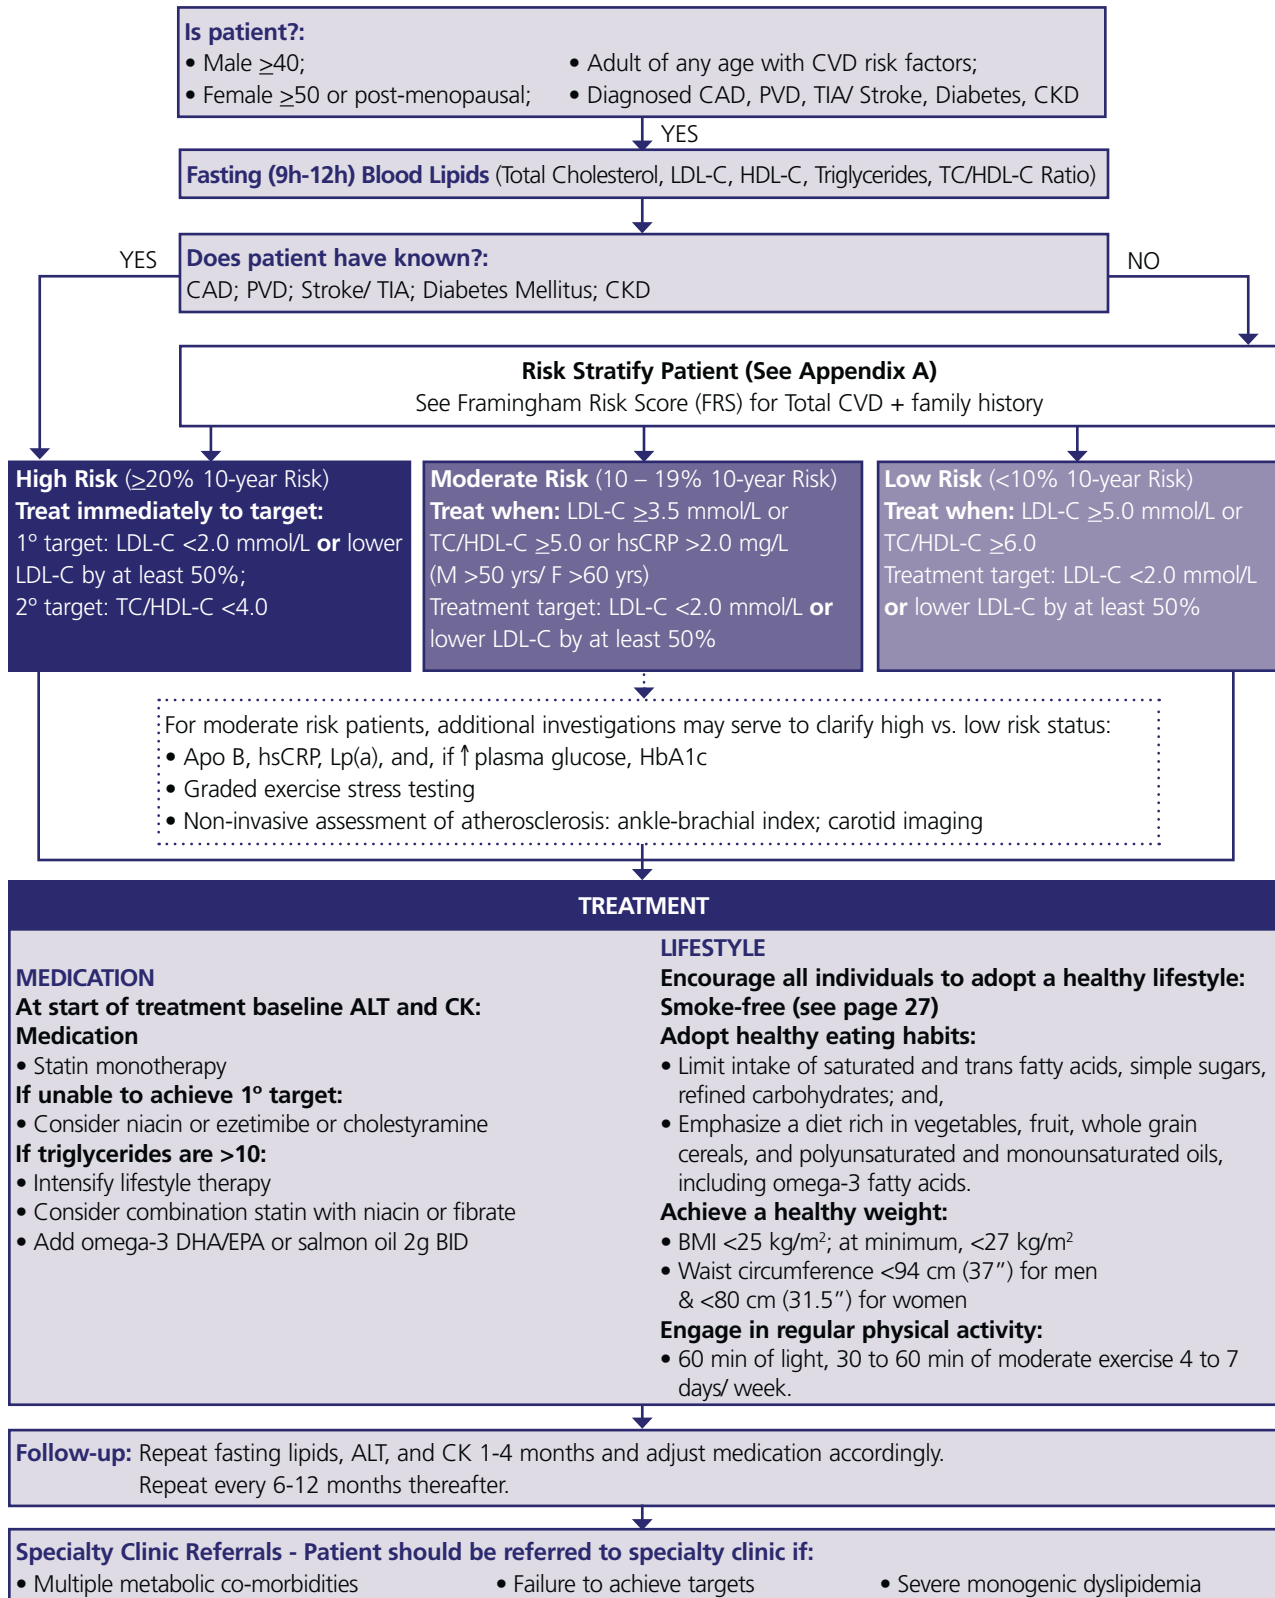 Is patient?:
• Male ≥40;
• Adult of any age with CVD risk factors;
• Female ≥50 or post-menopausal;
• Diagnosed CAD, PVD, TIA/ Stroke, Diabetes, CKD
YES
Fasting (9h-12h) Blood Lipids (Total Cholesterol, LDL-C, HDL-C, Triglycerides, TC/HDL-C Ratio)
YES
Does patient have known?:
CAD; PVD; Stroke/ TIA; Diabetes Mellitus; CKD
NO
Risk Stratify Patient (See Appendix A)
See Framingham Risk Score (FRS) for Total CVD + family history
High Risk (≥20% 10-year Risk)
Treat immediately to target:
1º target: LDL-C <2.0 mmol/L or lower
LDL-C by at least 50%;
2º target: TC/HDL-C <4.0
Moderate Risk (10 – 19% 10-year Risk)
Treat when: LDL-C ≥3.5 mmol/L or
TC/HDL-C ≥5.0 or hsCRP >2.0 mg/L
(M >50 yrs/ F >60 yrs)
Treatment target: LDL-C <2.0 mmol/L or
lower LDL-C by at least 50%
Low Risk (<10% 10-year Risk)
Treat when: LDL-C ≥5.0 mmol/L or
TC/HDL-C ≥6.0
Treatment target: LDL-C <2.0 mmol/L
or lower LDL-C by at least 50%
For moderate risk patients, additional investigations may serve to clarify high vs. low risk status:
• Apo B, hsCRP, Lp(a), and, if ↑ plasma glucose, HbA1c
• Graded exercise stress testing
• Non-invasive assessment of atherosclerosis: ankle-brachial index; carotid imaging
TREATMENT
MEDICATION
At start of treatment baseline ALT and CK:
Medication
• Statin monotherapy
If unable to achieve 1º target:
• Consider niacin or ezetimibe or cholestyramine
If triglycerides are >10:
• Intensify lifestyle therapy
• Consider combination statin with niacin or fibrate
• Add omega-3 DHA/EPA or salmon oil 2g BID
LIFESTYLE
Encourage all individuals to adopt a healthy lifestyle:
Smoke-free (see page 27)
Adopt healthy eating habits:
• Limit intake of saturated and trans fatty acids, simple sugars,
refined carbohydrates; and,
• Emphasize a diet rich in vegetables, fruit, whole grain
cereals, and polyunsaturated and monounsaturated oils,
including omega-3 fatty acids.
Achieve a healthy weight:
• BMI <25 kg/m²; at minimum, <27 kg/m²
• Waist circumference <94 cm (37”) for men
& <80 cm (31.5”) for women
Engage in regular physical activity:
• 60 min of light, 30 to 60 min of moderate exercise 4 to 7
days/ week.
Follow-up: Repeat fasting lipids, ALT, and CK 1-4 months and adjust medication accordingly.
Repeat every 6-12 months thereafter.
Specialty Clinic Referrals - Patient should be referred to specialty clinic if:
• Multiple metabolic co-morbidities
• Failure to achieve targets
• Severe monogenic dyslipidemia